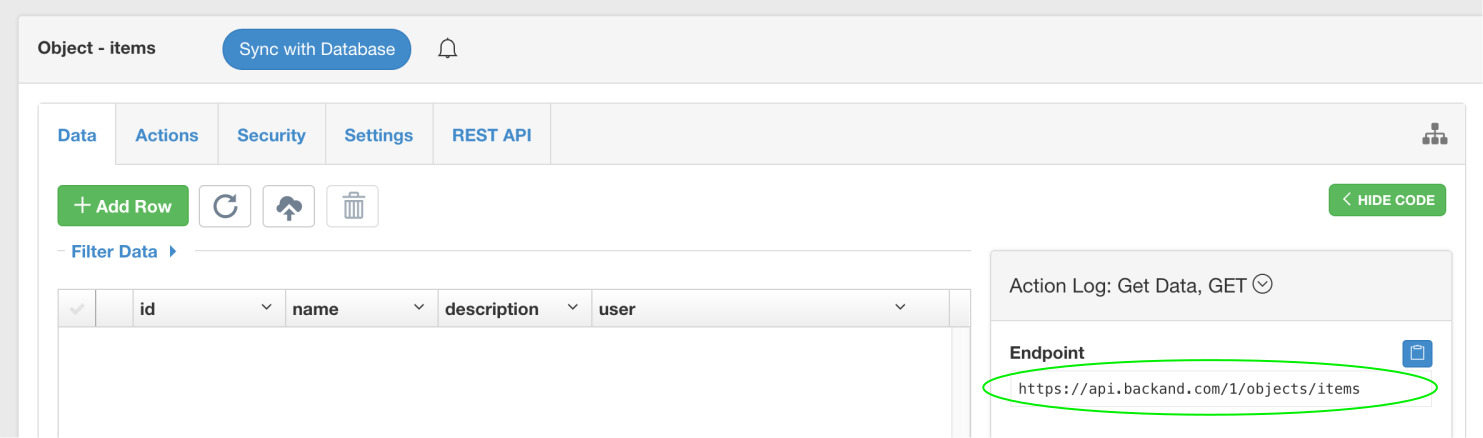 Object - items Sync with Database
Data Actions Security Settings REST API
+ Add Row HIDE CODE
Filter Data
id name description user
Action Log: Get Data, GET
Endpoint
https://api.backand.com/1/objects/items